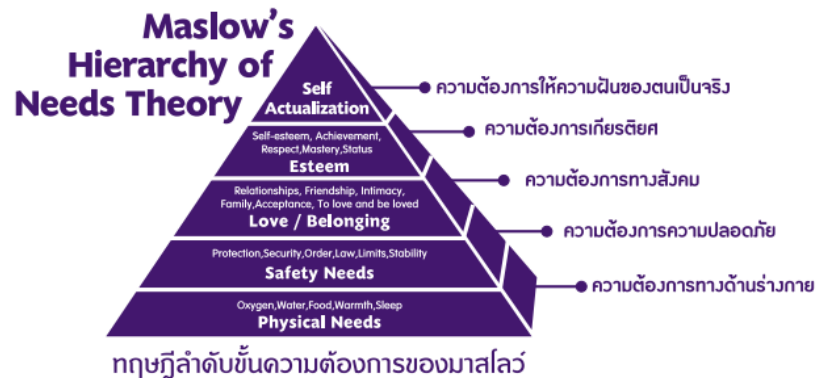 Maslow's
Hierarchy of
Needs Theory
Self
Actualization
ความต้องการให้ความฝันของตนเป็นจริง
Self-esteem, Achievement,
Respect,Mastery,Status
Esteem
ความต้องการเกียรติยศ
Relationships, Friendship, Intimacy,
Family,Acceptance, To love and be loved
Love / Belonging
ความต้องการทางสังคม
Protection,Security,Order,Law,Limits,Stability
Safety Needs
ความต้องการความปลอดภัย
Oxygen,Water,Food,Warmth,Sleep
Physical Needs
ความต้องการทางด้านร่างกาย
ทฤษฎีลำดับขั้นความต้องการของมาสโลว์